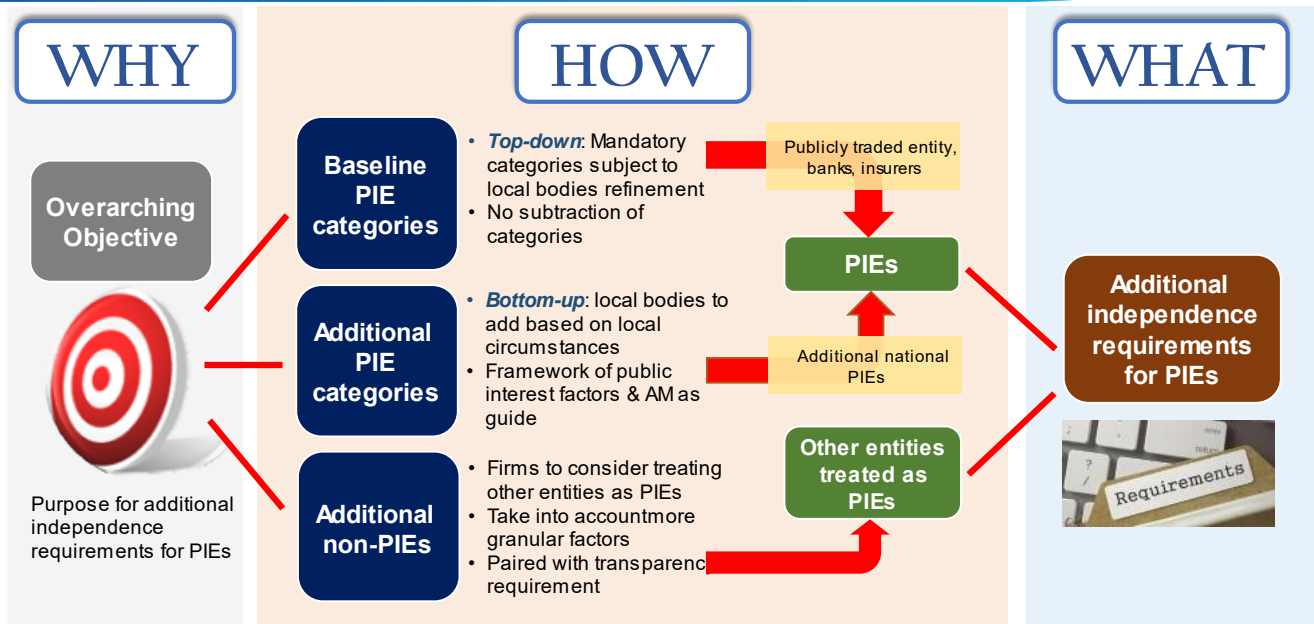 WHY
HOW
WHAT
Overarching
Objective
Purpose for additional
independence
requirements for PIEs
Baseline
PIE
categories
• Top-down: Mandatory
categories subject to
local bodies refinement
• No subtraction of
categories
Publicly traded entity,
banks, insurers
PIEs
Additional
PIE
categories
• Bottom-up: local bodies to
add based on local
circumstances
• Framework of public
interest factors & AM as
guide
Additional national
PIEs
Additional
non-PIEs
• Firms to consider treating
other entities as PIEs
• Take into accountmore
granular factors
• Paired with transparenc
requirement
Other entities
treated as
PIEs
Additional
independence
requirements
for PIEs
enter
return
?
/
Requirements